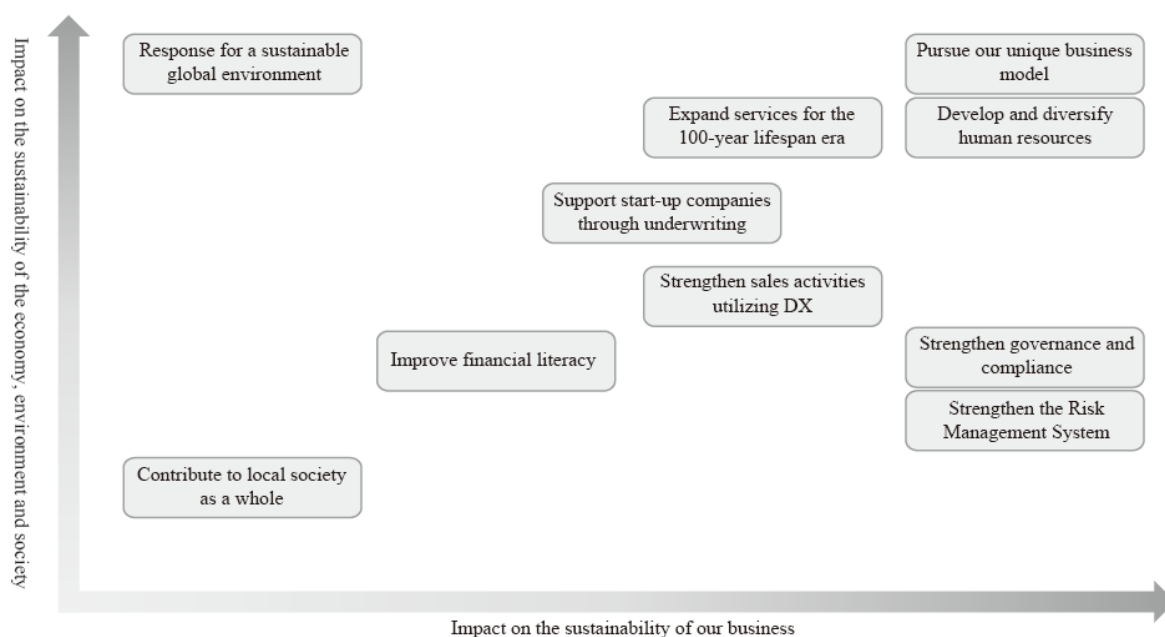 Impact on the sustainability of the economy, environment and society
Response for a sustainable
global environment
Pursue our unique business
model
Expand services for the
100-year lifespan era
Develop and diversify
human resources
Support start-up companies
through underwriting
Strengthen sales activities
utilizing DX
Improve financial literacy
Strengthen governance and
compliance
Strengthen the Risk
Management System
Contribute to local society
as a whole
Impact on the sustainability of our business